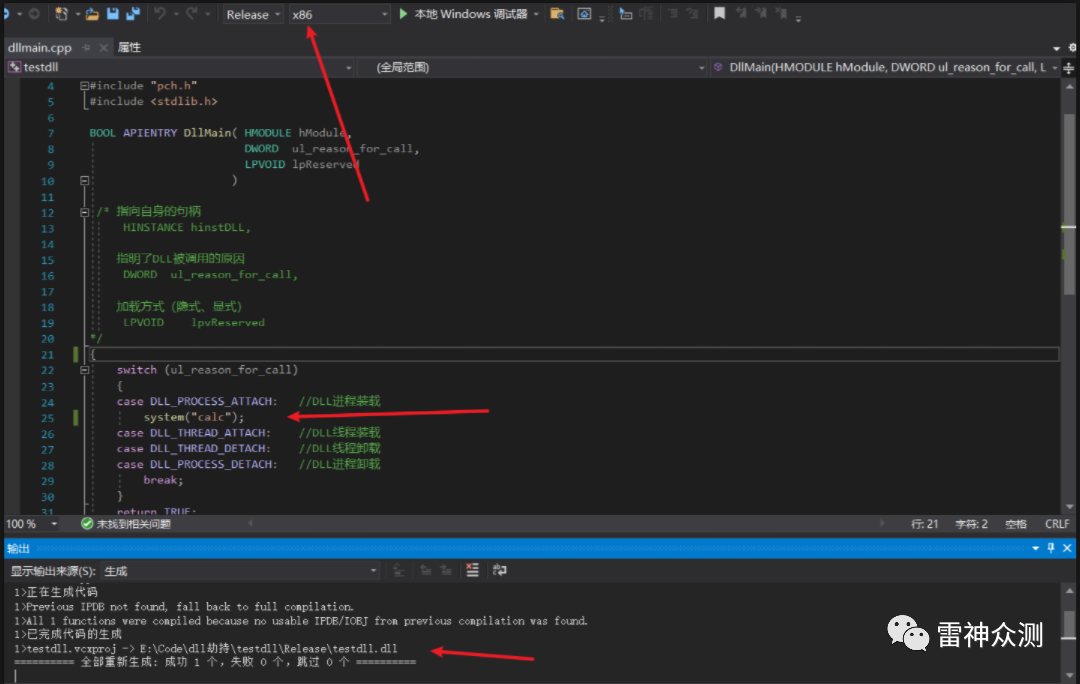 Release x86 本地 Windows 调试器
dllmain.cpp 属性
testdll (全局范围) DllMain(HMODULE hModule, DWORD ul_reason_for_call, L
4 #include "pch.h"
5 #include <stdlib.h>
6
7 BOOL APIENTRY DllMain( HMODULE hModule,
8 DWORD ul_reason_for_call,
9 LPVOID lpReserved
10 )
11
12 /* 指向自身的句柄
13 HINSTANCE hinstDLL,
14
15 指明了DLL被调用的原因
16 DWORD ul_reason_for_call,
17
18 加载方式（隐式、显式）
19 LPVOID lpvReserved
20 */
21 {
22 switch (ul_reason_for_call)
23 {
24 case DLL_PROCESS_ATTACH: //DLL进程装载
25 system("calc");
26 case DLL_THREAD_ATTACH: //DLL线程装载
27 case DLL_THREAD_DETACH: //DLL线程卸载
28 case DLL_PROCESS_DETACH: //DLL进程卸载
29 break;
30 }
31 return TRUE;
100 % 未找到相关问题 行: 21 字符: 2 空格 CRLF
输出
显示输出来源(S): 生成
1>正在生成代码
1>Previous IPDB not found, fall back to full compilation.
1>All 1 functions were compiled because no usable IPDB/IOBJ from previous compilation was found.
1>已完成代码的生成
1>testdll.vcxproj -> E:\Code\dll劫持\testdll\Release\testdll.dll
========== 全部重新生成: 成功 1 个，失败 0 个，跳过 0 个 ==========
雷神众测